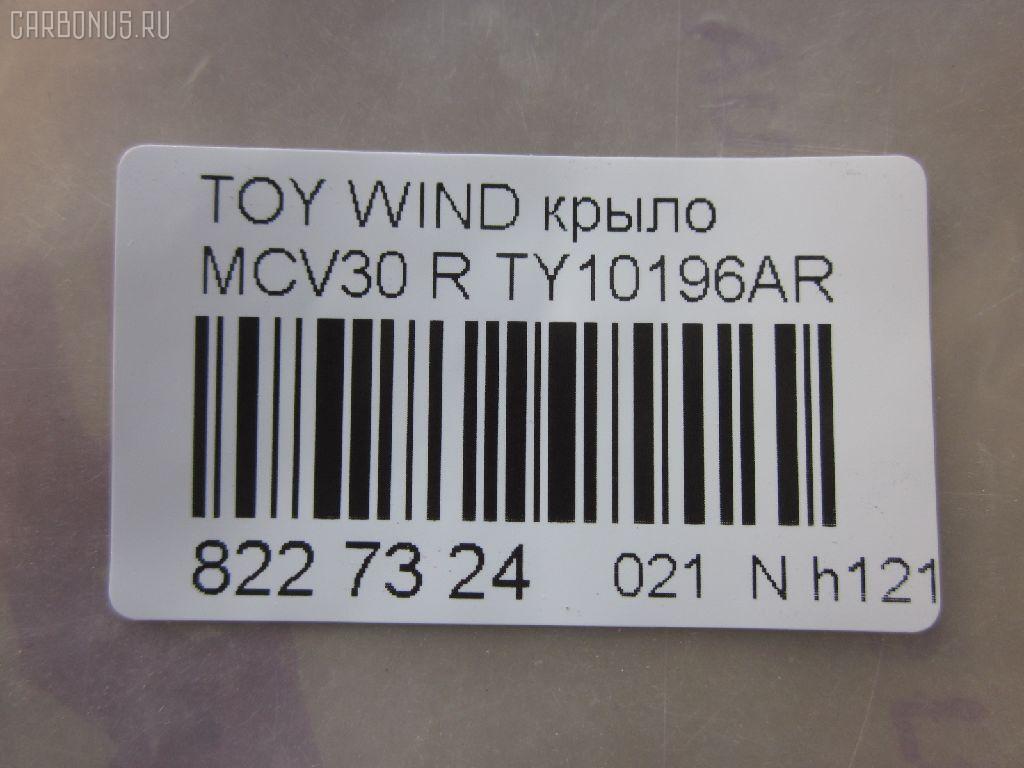 CARBONUS.RU
TOY WIND крыло
MCV30 R TY10196AR
822 73 24 021 N h121